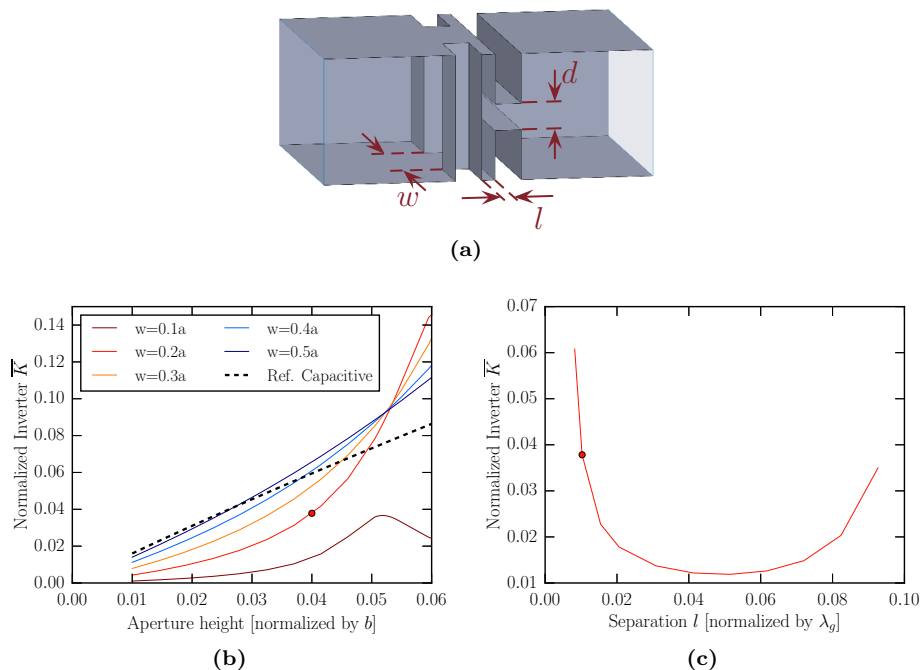 d
w
l
(a)
Normalized Inverter K̅
0.14
0.12
0.10
0.08
0.06
0.04
0.02
0.00
w=0.1a
w=0.2a
w=0.3a
w=0.4a
w=0.5a
Ref. Capacitive
0.00 0.01 0.02 0.03 0.04 0.05 0.06
Aperture height [normalized by b]
(b)
Normalized Inverter K̅
0.07
0.06
0.05
0.04
0.03
0.02
0.01
0.00 0.02 0.04 0.06 0.08 0.10
Separation l [normalized by λ_g]
(c)